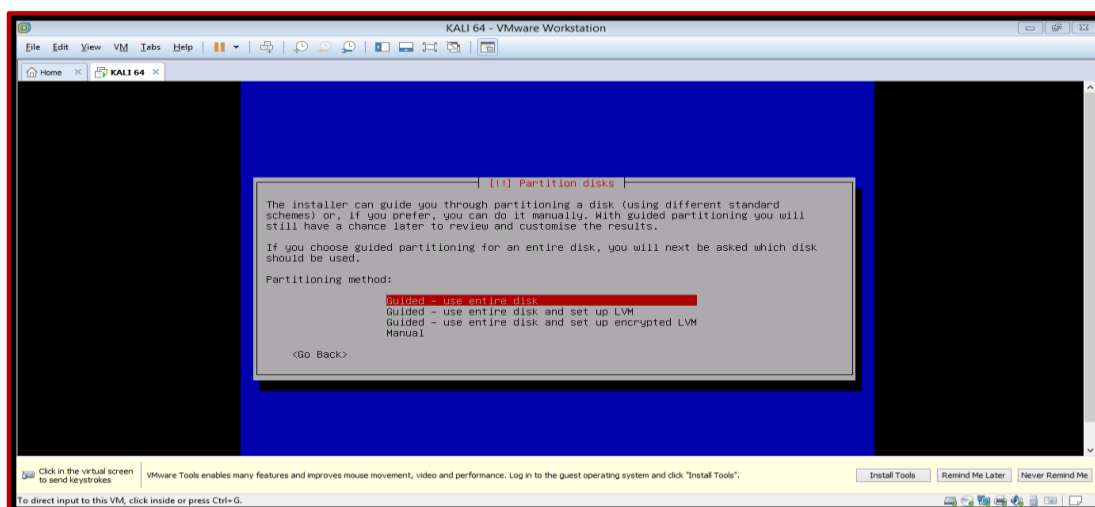 KALI 64 - VMware Workstation
File Edit View VM Tabs Help
Home KALI 64
[!!] Partition disks
The installer can guide you through partitioning a disk (using different standard
schemes) or, if you prefer, you can do it manually. With guided partitioning you will
still have a chance later to review and customise the results.
If you choose guided partitioning for an entire disk, you will next be asked which disk
should be used.
Partitioning method:
Guided - use entire disk
Guided - use entire disk and set up LVM
Guided - use entire disk and set up encrypted LVM
Manual
<Go Back>
Click in the virtual screen
to send keystrokes
VMware Tools enables many features and improves mouse movement, video and performance. Log in to the guest operating system and click "Install Tools".
Install Tools Remind Me Later Never Remind Me
To direct input to this VM, click inside or press Ctrl+G.